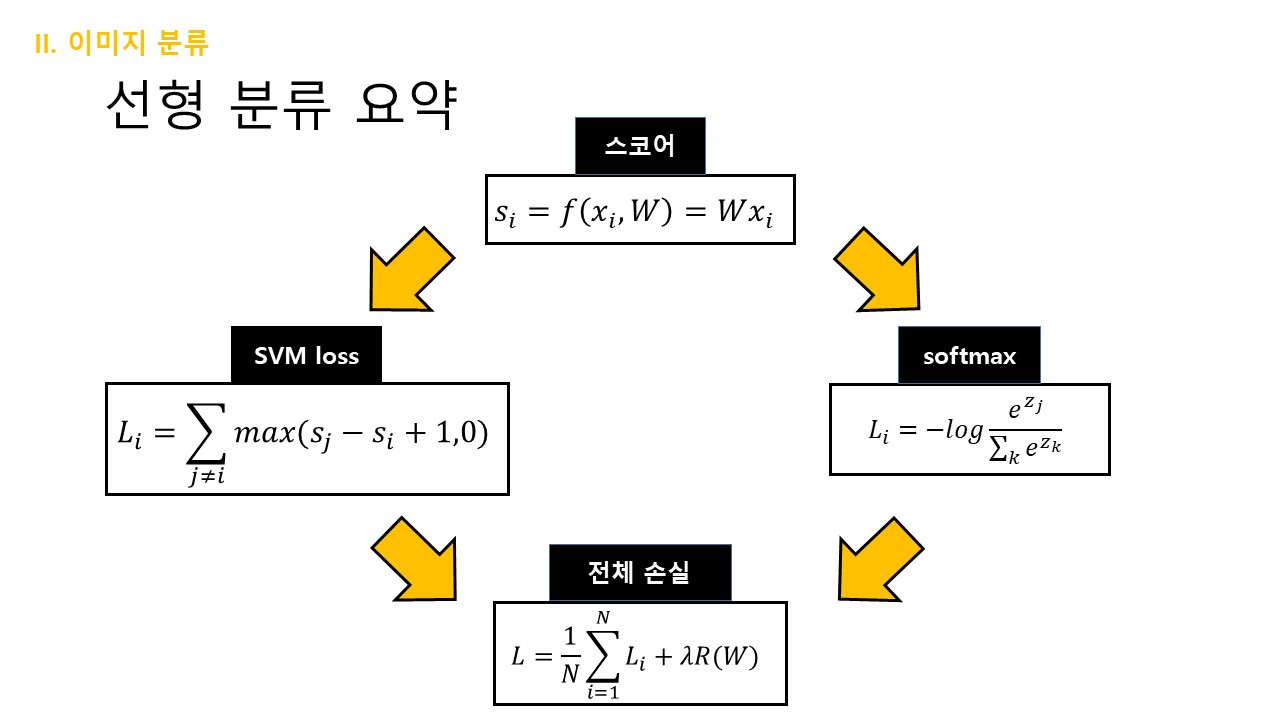 II. 이미지 분류
선형 분류 요약
스코어
$s_i = f(x_i, W) = Wx_i$
SVM loss
$L_i = \sum_{j \neq i} max(s_j - s_i + 1,0)$
softmax
$L_i = -log \frac{e^{z_j}}{\sum_k e^{z_k}}$
전체 손실
$L = \frac{1}{N} \sum_{i=1}^{N} L_i + \lambda R(W)$